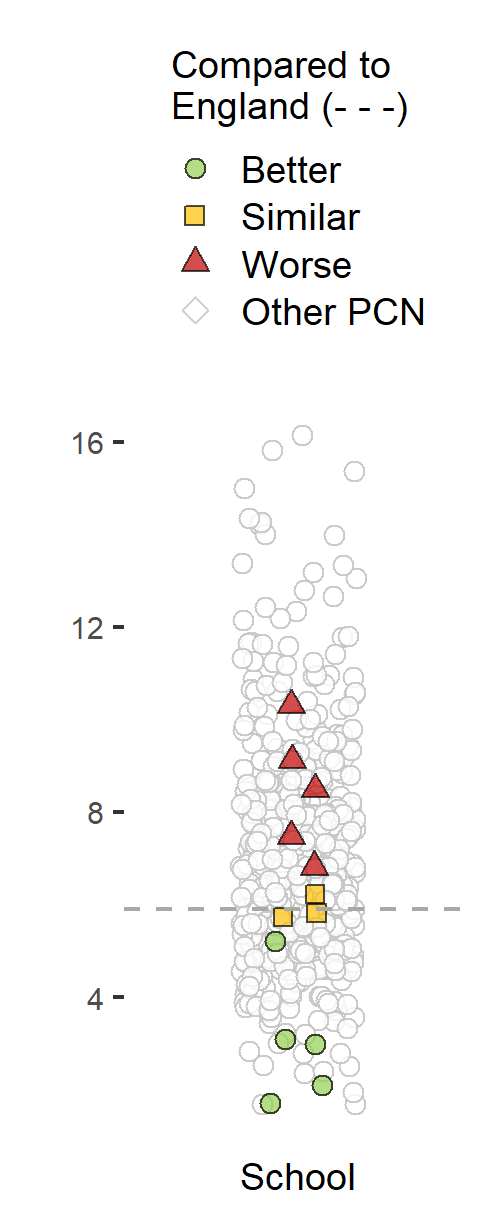 Compared to
England (- - -)
Better
Similar
Worse
Other PCN
16
12
8
4
School